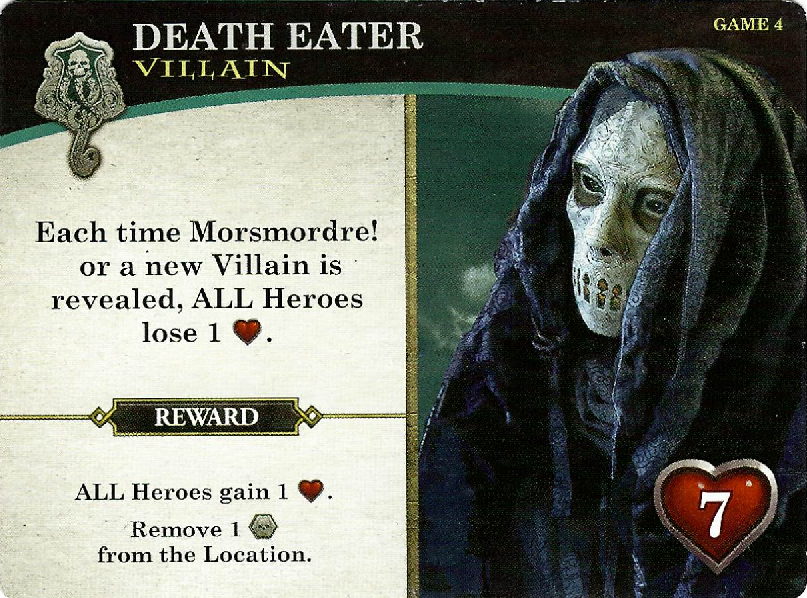 GAME 4
DEATH EATER
VILLAIN
Each time Morsmordre!
or a new Villain is
revealed, ALL Heroes
lose 1 .
REWARD
ALL Heroes gain 1 .
Remove 1
from the Location.
7